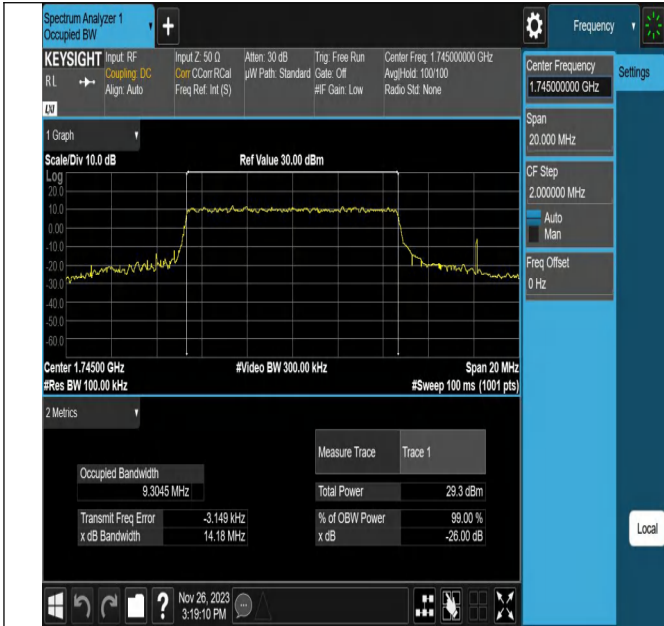 Spectrum Analyzer 1
Occupied BW
Frequency
KEYSIGHT
RL
LXI
Input: RF
Coupling: DC
Align: Auto
Input Z: 50 Ω
Corr CCorr RCal
Freq Ref: Int (S)
Atten: 30 dB
µW Path: Standard
Trig: Free Run
Gate: Off
#IF Gain: Low
Center Freq: 1.745000000 GHz
Avg|Hold: 100/100
Radio Std: None
Center Frequency
1.745000000 GHz
Settings
Span
20.000 MHz
CF Step
2.000000 MHz
Auto
Man
Freq Offset
0 Hz
Local
1 Graph
Scale/Div 10.0 dB
Ref Value 30.00 dBm
Log
20.0
10.0
0.00
-10.0
-20.0
-30.0
-40.0
-50.0
-60.0
Center 1.74500 GHz
#Video BW 300.00 kHz
Span 20 MHz
#Res BW 100.00 kHz
#Sweep 100 ms (1001 pts)
2 Metrics
Measure Trace
Trace 1
Occupied Bandwidth
9.3045 MHz
Total Power
29.3 dBm
Transmit Freq Error
-3.149 kHz
% of OBW Power
99.00 %
x dB Bandwidth
14.18 MHz
x dB
-26.00 dB
?
Nov 26, 2023
3:19:10 PM